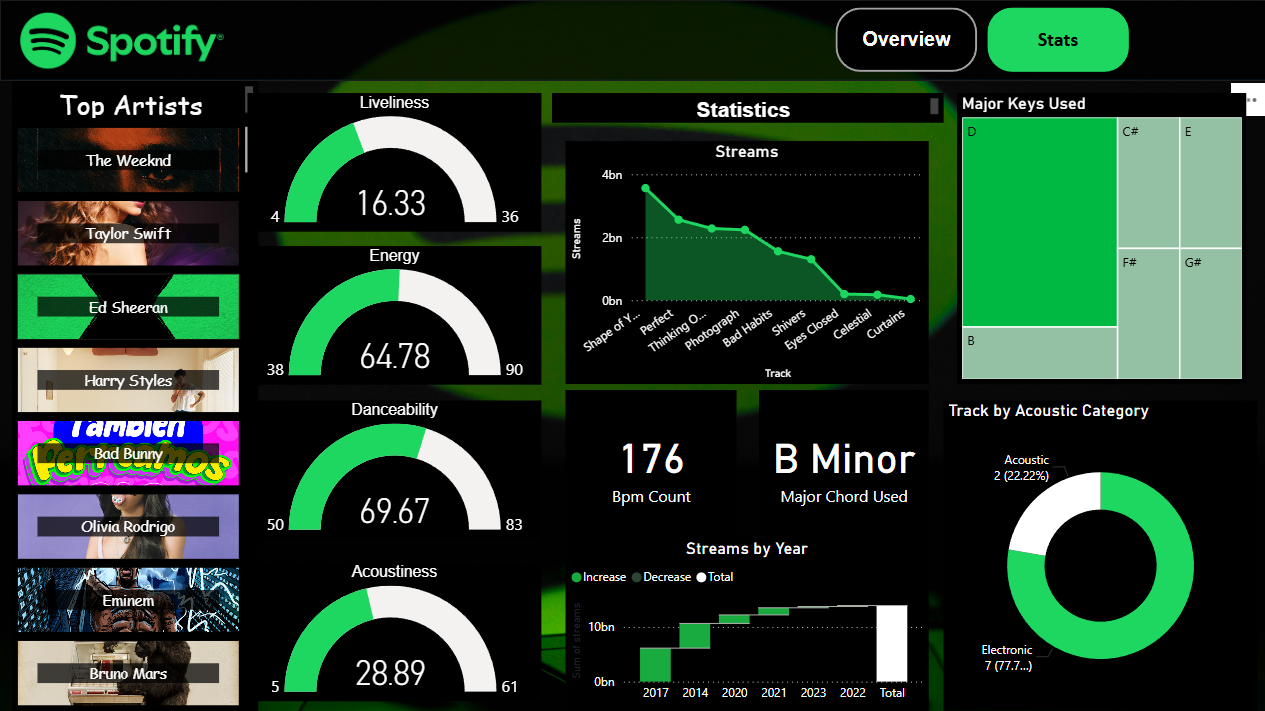 Spotify®
Overview
Stats
Top Artists
The Weeknd
Taylor Swift
Ed Sheeran
Harry Styles
También
PERREAMOS
Bad Bunny
Olivia Rodrigo
Eminem
Bruno Mars
Liveliness
16.33
4
36
Energy
64.78
38
90
Danceability
69.67
50
83
Acoustiness
28.89
5
61
Statistics
Streams
4bn
2bn
0bn
Streams
Shape of Y...
Perfect
Thinking O...
Photograph
Bad Habits
Shivers
Eyes Closed
Celestial
Curtains
Track
176
Bpm Count
B Minor
Major Chord Used
Streams by Year
Increase Decrease Total
Sum of streams
10bn
0bn
2017 2014 2020 2021 2023 2022 Total
Major Keys Used
D
C#
E
F#
G#
B
Track by Acoustic Category
Acoustic
2 (22.22%)
Electronic
7 (77.7...)